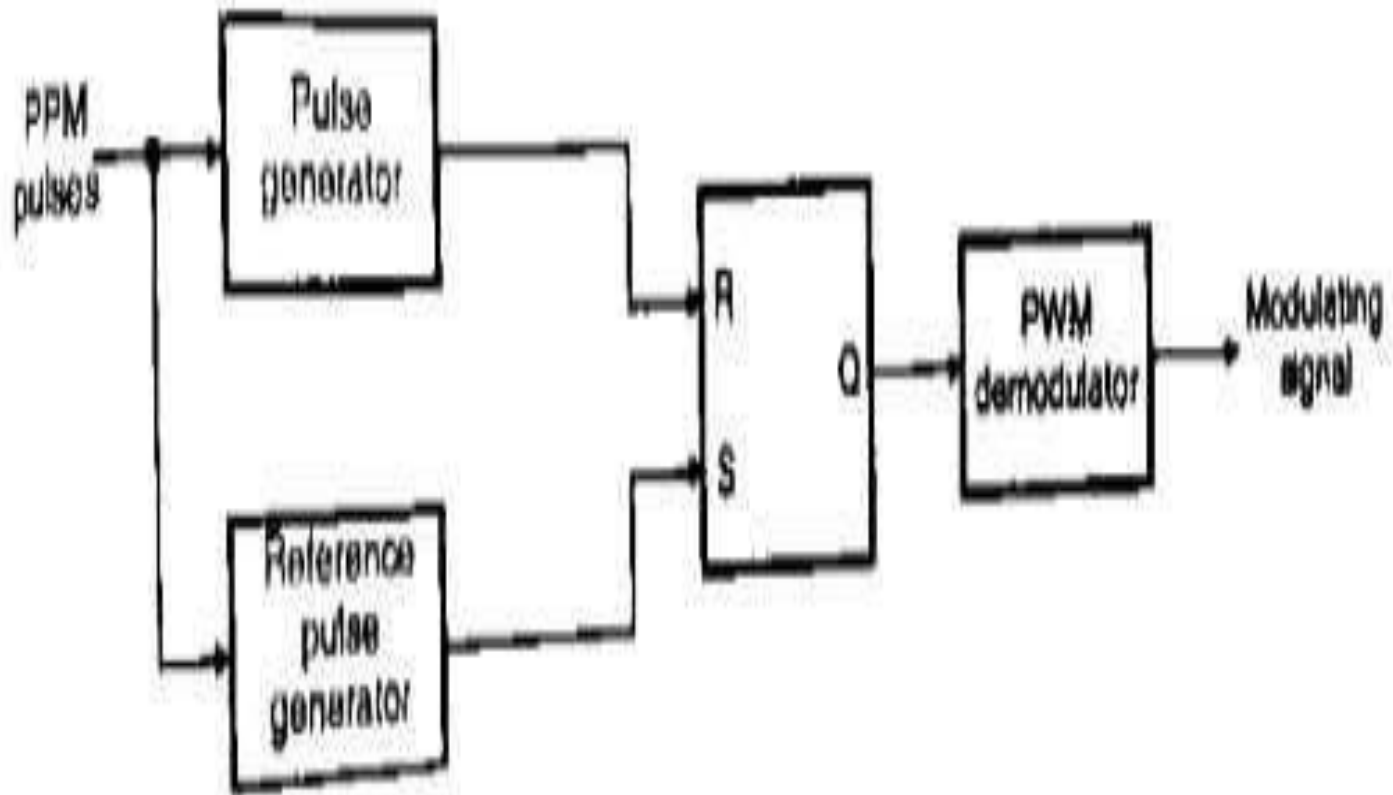 PPM
pulses
Pulse
generator
R
Q
S
PWM
demodulator
Modulating
signal
Reference
pulse
generator